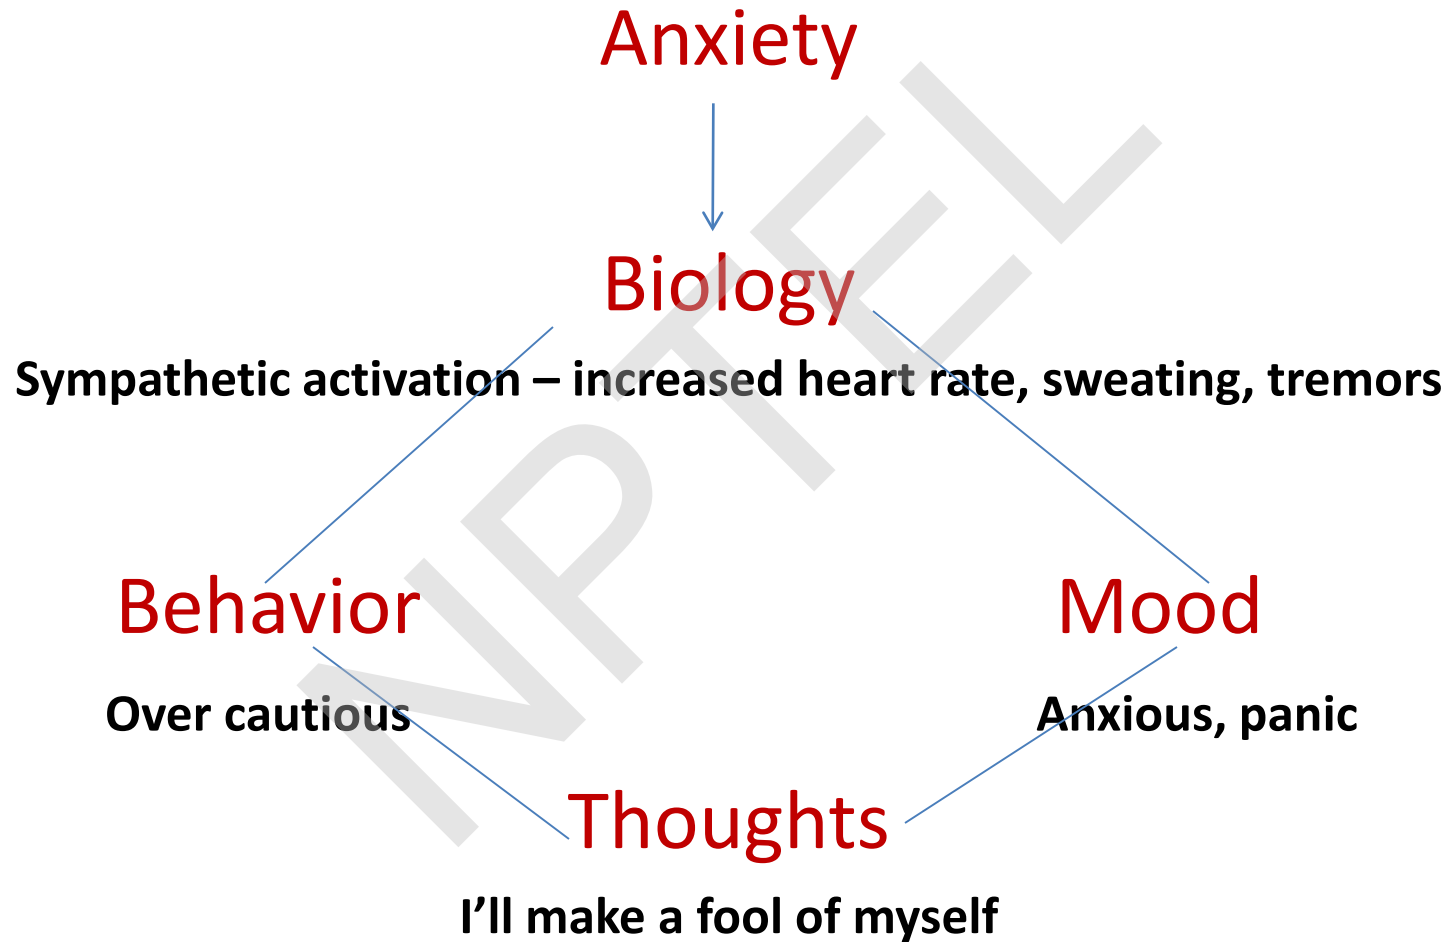 Anxiety
Biology
Sympathetic activation – increased heart rate, sweating, tremors
Behavior
Mood
Over cautious
Anxious, panic
Thoughts
I’ll make a fool of myself
NPTEL